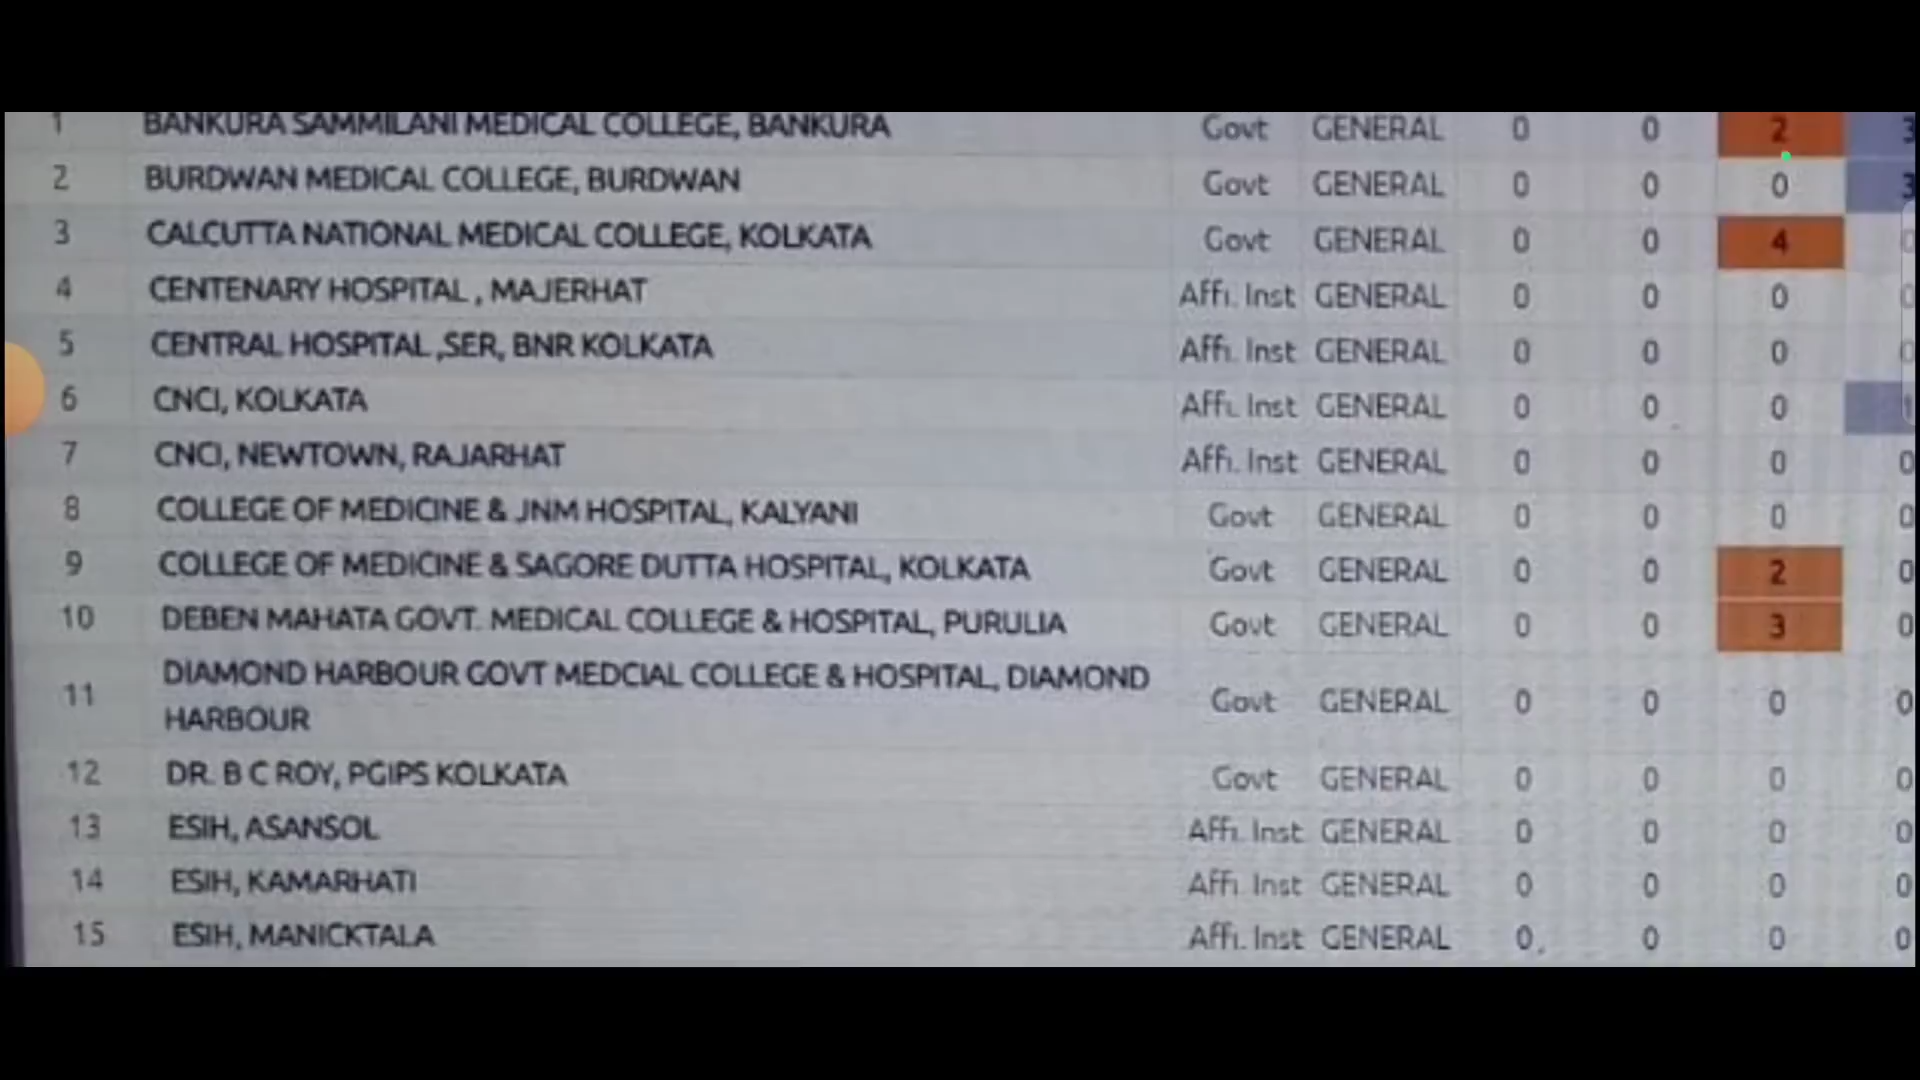 1 BANKURA SAMMILANI MEDICAL COLLEGE, BANKURA Govt GENERAL 0 0 2 3
2 BURDWAN MEDICAL COLLEGE, BURDWAN Govt GENERAL 0 0 0 3
3 CALCUTTA NATIONAL MEDICAL COLLEGE, KOLKATA Govt GENERAL 0 0 4 0
4 CENTENARY HOSPITAL , MAJERHAT Affi. Inst GENERAL 0 0 0 0
5 CENTRAL HOSPITAL ,SER, BNR KOLKATA Affi. Inst GENERAL 0 0 0 0
6 CNCI, KOLKATA Affi. Inst GENERAL 0 0 0 1
7 CNCI, NEWTOWN, RAJARHAT Affi. Inst GENERAL 0 0 0 0
8 COLLEGE OF MEDICINE & JNM HOSPITAL, KALYANI Govt GENERAL 0 0 0 0
9 COLLEGE OF MEDICINE & SAGORE DUTTA HOSPITAL, KOLKATA Govt GENERAL 0 0 2 0
10 DEBEN MAHATA GOVT. MEDICAL COLLEGE & HOSPITAL, PURULIA Govt GENERAL 0 0 3 0
11 DIAMOND HARBOUR GOVT MEDCIAL COLLEGE & HOSPITAL, DIAMOND
HARBOUR Govt GENERAL 0 0 0 0
12 DR. B C ROY, PGIPS KOLKATA Govt GENERAL 0 0 0 0
13 ESIH, ASANSOL Affi. Inst GENERAL 0 0 0 0
14 ESIH, KAMARHATI Affi. Inst GENERAL 0 0 0 0
15 ESIH, MANICKTALA Affi. Inst GENERAL 0 0 0 0